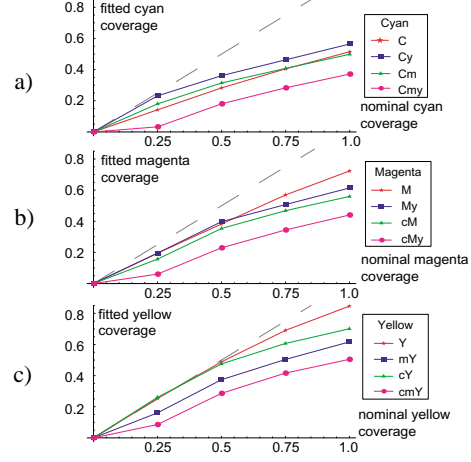 a)
fitted cyan
coverage
0.8
0.6
0.4
0.2
0.25
0.5
0.75
1.0
nominal cyan
coverage
Cyan
C
Cy
Cm
Cmy
b)
fitted magenta
coverage
0.8
0.6
0.4
0.2
0.25
0.5
0.75
1.0
nominal magenta
coverage
Magenta
M
My
cM
cMy
c)
fitted yellow
coverage
0.8
0.6
0.4
0.2
0.25
0.5
0.75
1.0
nominal yellow
coverage
Yellow
Y
mY
cY
cmY